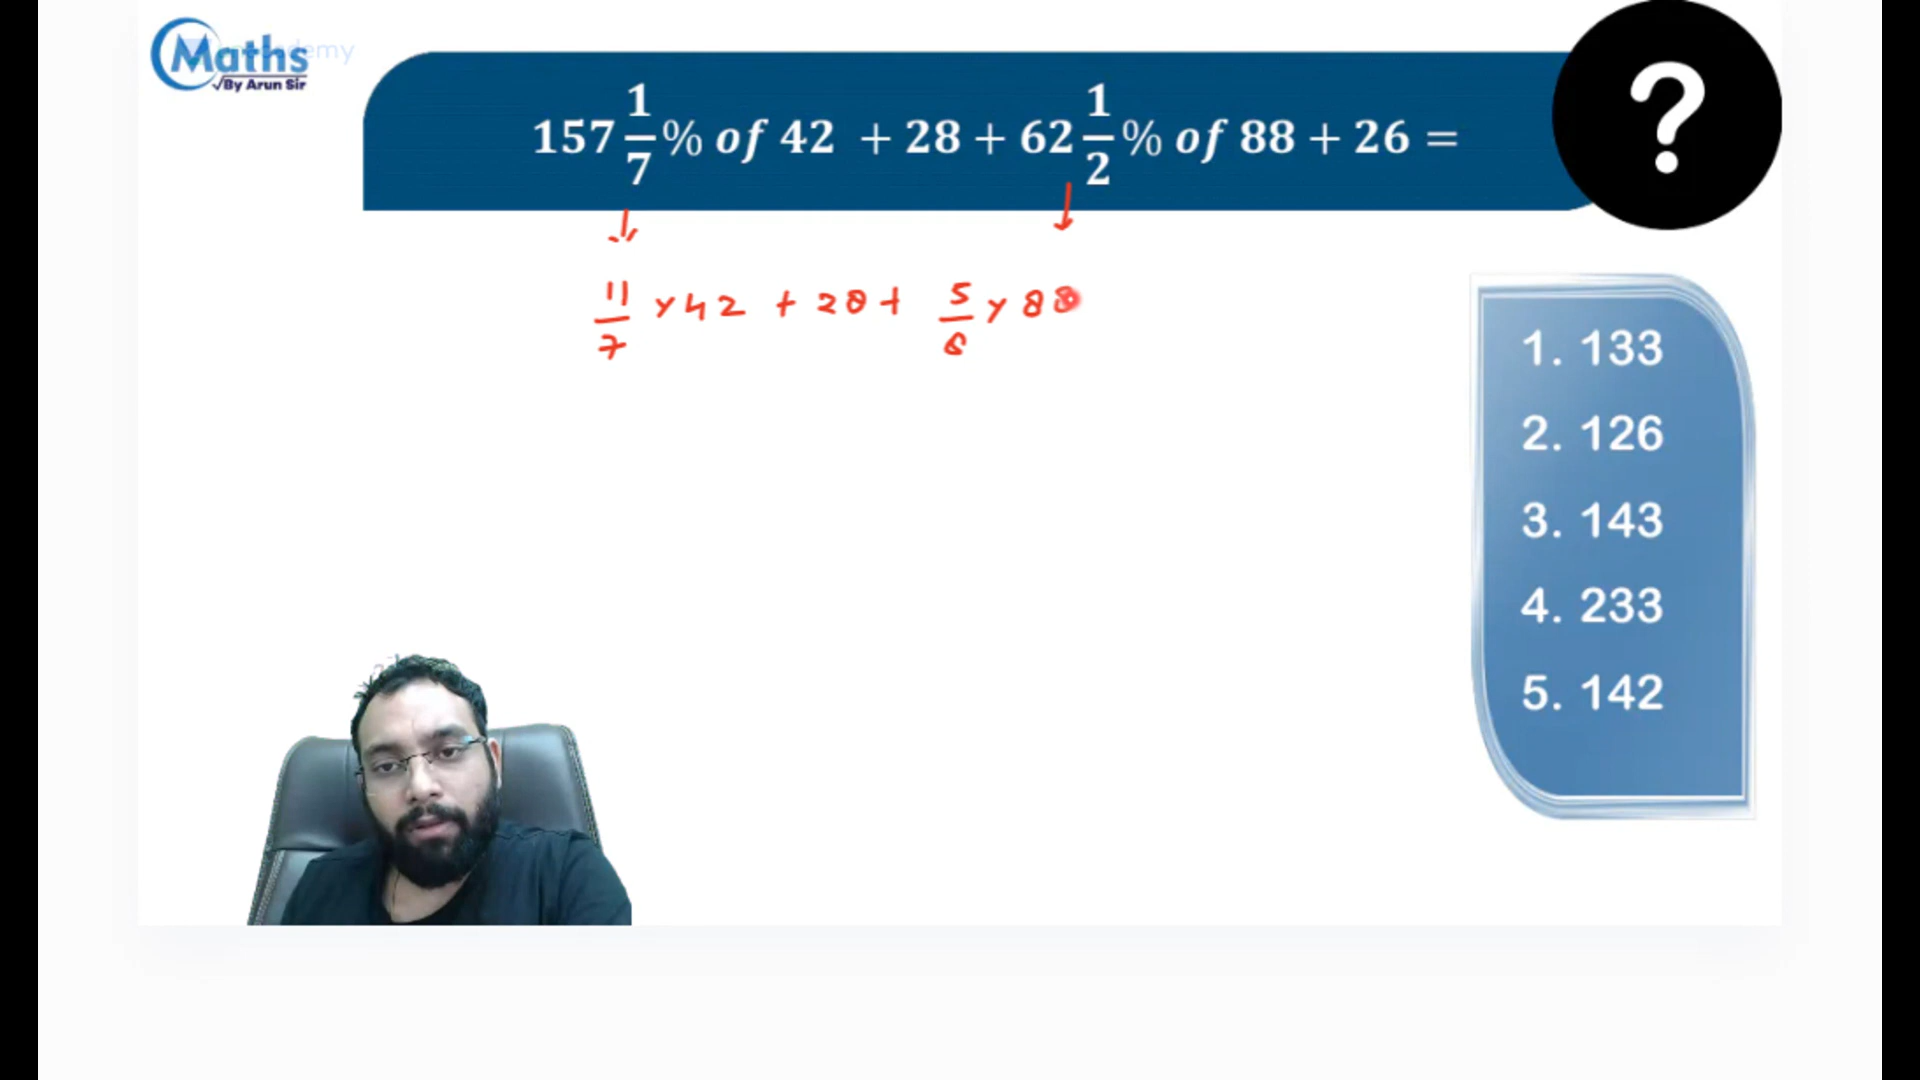 Maths
√By Arun Sir
157 1/7 % of 42 + 28 + 62 1/2 % of 88 + 26 =
?
11/7 × 42 + 28 + 5/8 × 88
1. 133
2. 126
3. 143
4. 233
5. 142